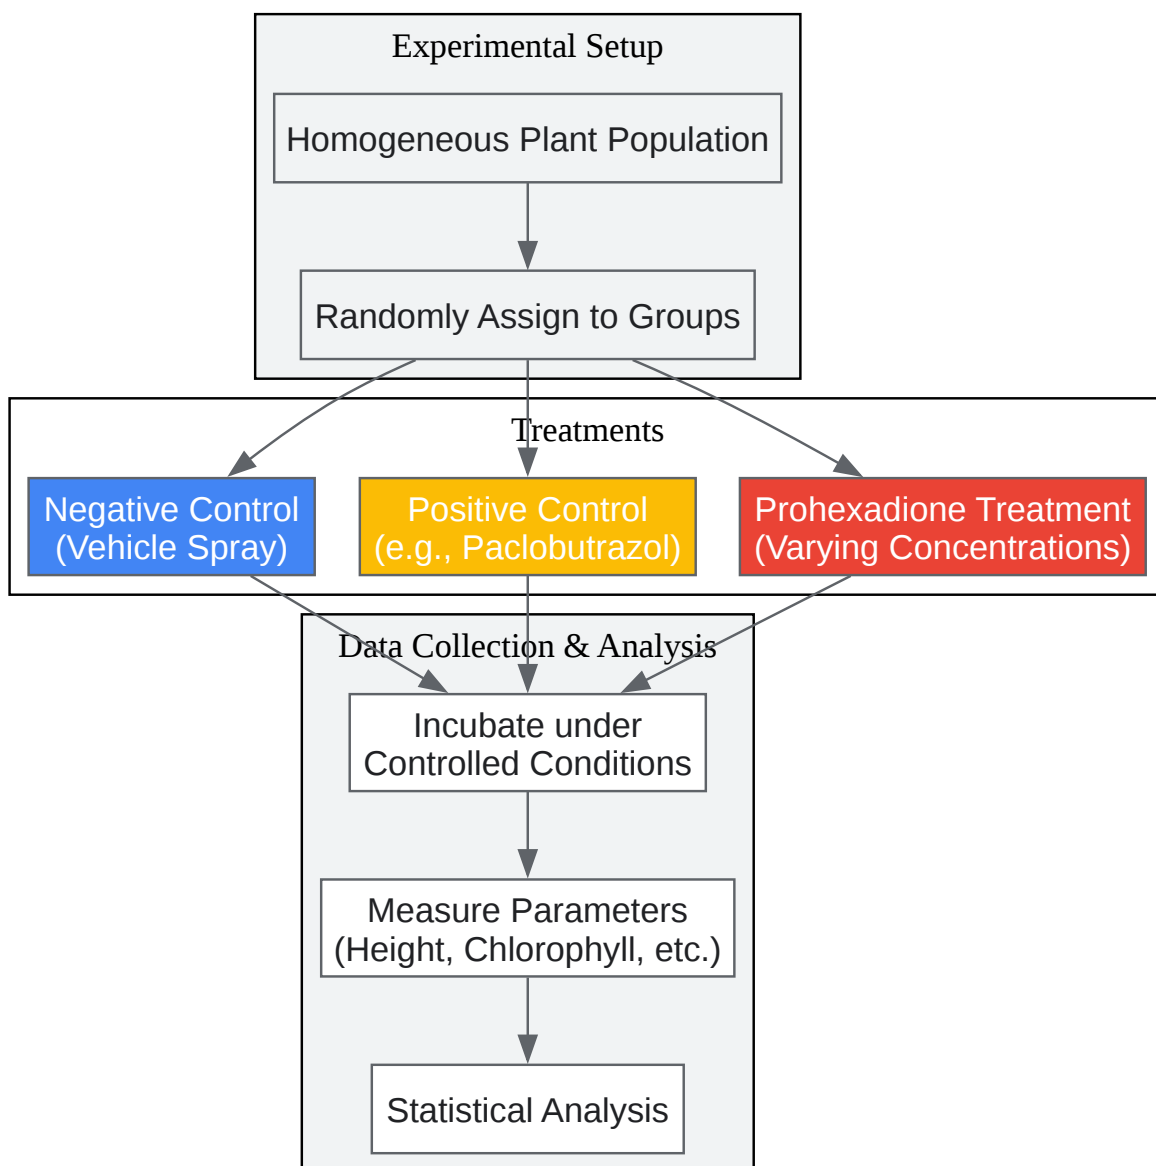 Experimental Setup
Homogeneous Plant Population
Randomly Assign to Groups
Treatments
Negative Control
(Vehicle Spray)
Positive Control
(e.g., Paclobutrazol)
Prohexadione Treatment
(Varying Concentrations)
Data Collection & Analysis
Incubate under
Controlled Conditions
Measure Parameters
(Height, Chlorophyll, etc.)
Statistical Analysis